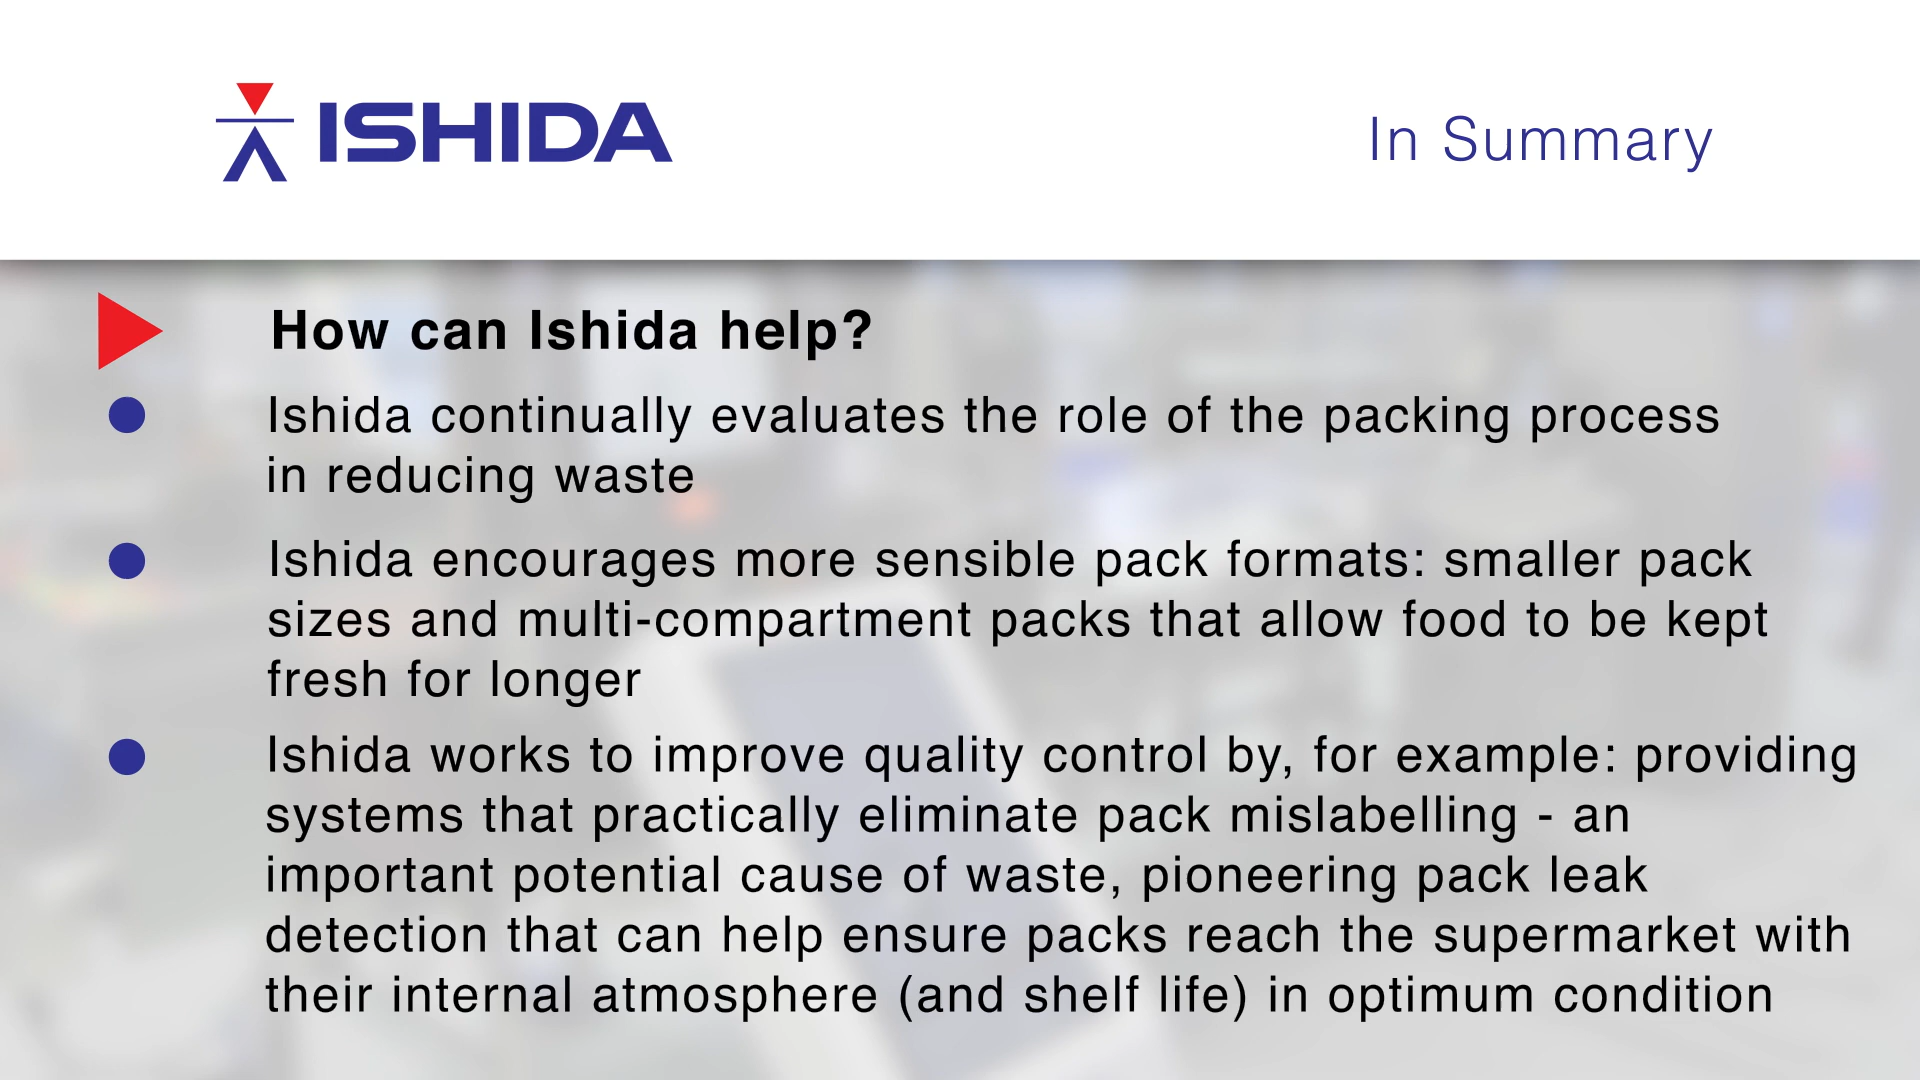 ISHIDA
In Summary
How can Ishida help?
Ishida continually evaluates the role of the packing process
in reducing waste
Ishida encourages more sensible pack formats: smaller pack
sizes and multi-compartment packs that allow food to be kept
fresh for longer
Ishida works to improve quality control by, for example: providing
systems that practically eliminate pack mislabelling - an
important potential cause of waste, pioneering pack leak
detection that can help ensure packs reach the supermarket with
their internal atmosphere (and shelf life) in optimum condition